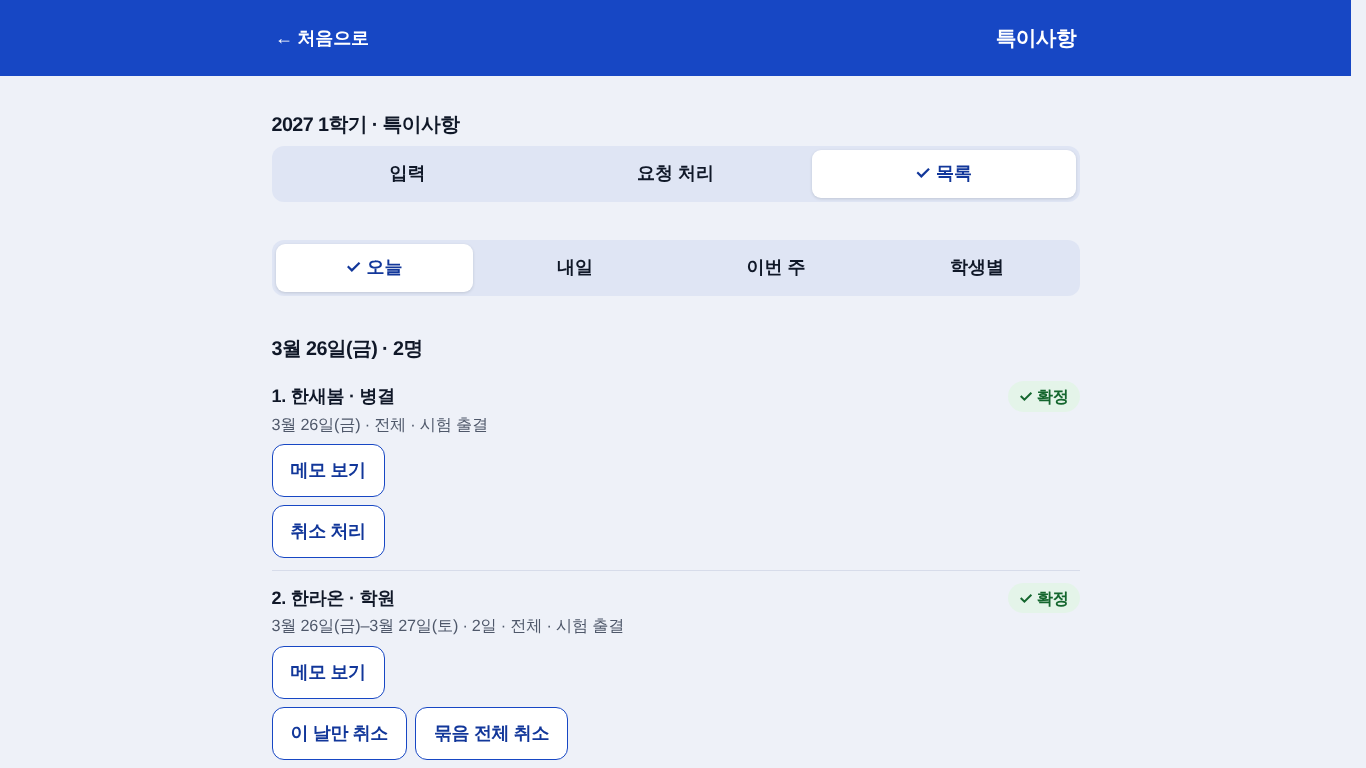 ← 처음으로
특이사항
2027 1학기 · 특이사항
입력
요청 처리
✓ 목록
✓ 오늘
내일
이번 주
학생별
3월 26일(금) · 2명
1. 한새봄 · 병결
✓ 확정
3월 26일(금) · 전체 · 시험 출결
메모 보기
취소 처리
2. 한라온 · 학원
✓ 확정
3월 26일(금)–3월 27일(토) · 2일 · 전체 · 시험 출결
메모 보기
이 날만 취소
묶음 전체 취소